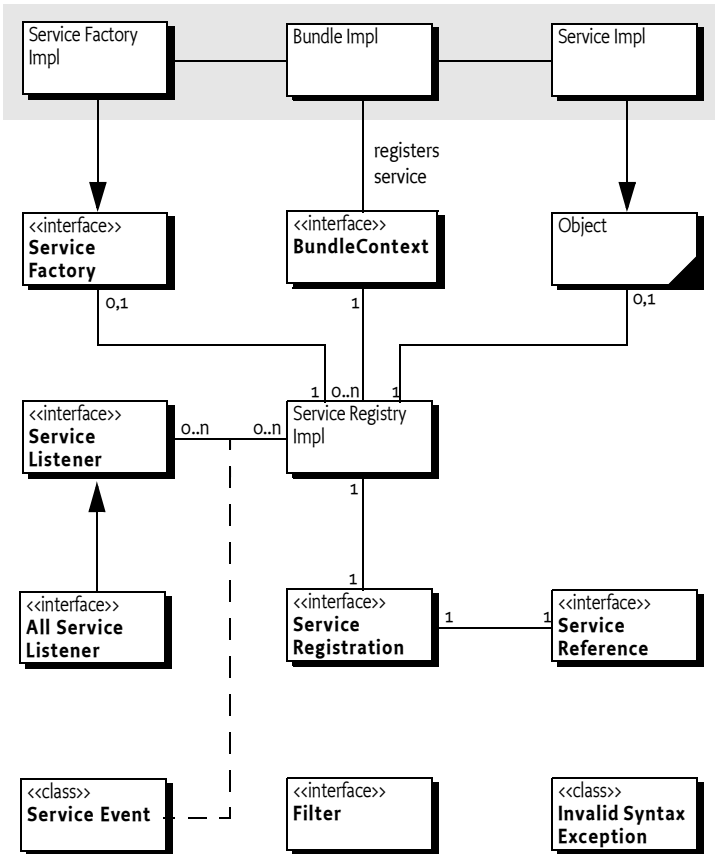 Service Factory
Impl
Bundle Impl
Service Impl
registers
service
<<interface>>
Service
Factory
<<interface>>
BundleContext
Object
0,1
1
0,1
1
0..n
1
<<interface>>
Service
Listener
0..n
0..n
Service Registry
Impl
1
1
<<interface>>
All Service
Listener
<<interface>>
Service
Registration
1
1
<<interface>>
Service
Reference
<<class>>
Service Event
<<interface>>
Filter
<<class>>
Invalid Syntax
Exception